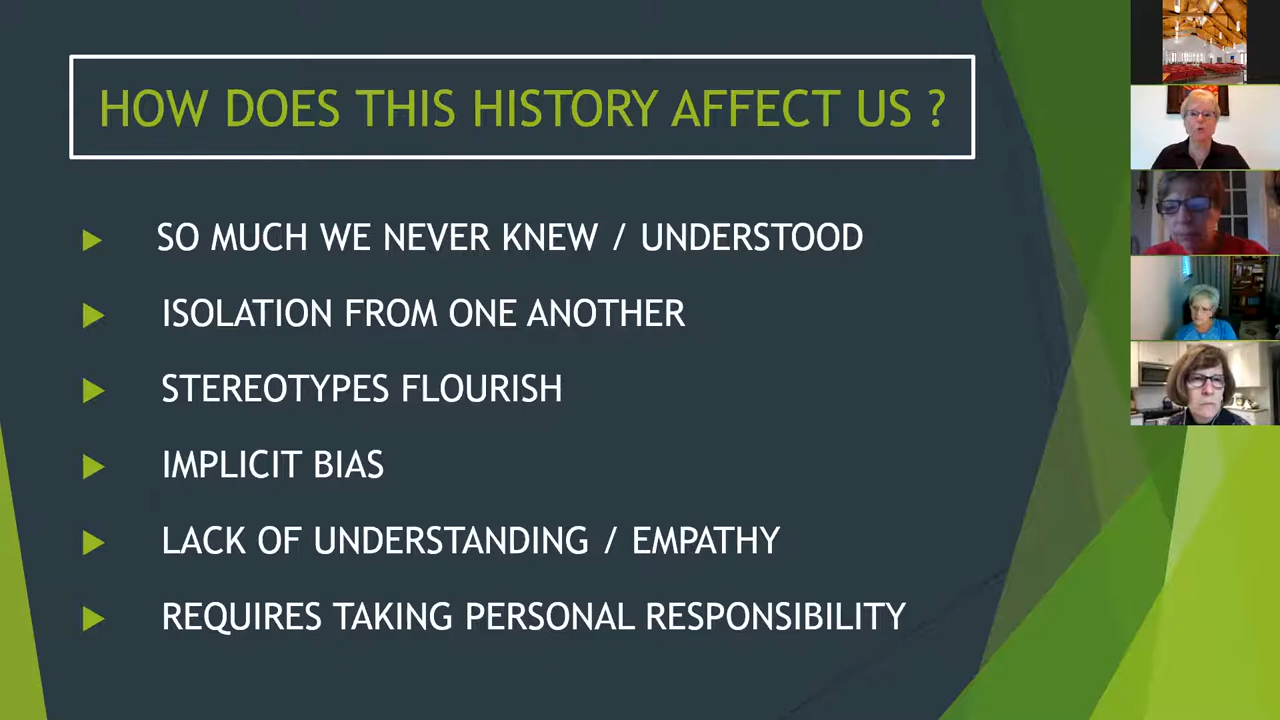 HOW DOES THIS HISTORY AFFECT US ?
SO MUCH WE NEVER KNEW / UNDERSTOOD
ISOLATION FROM ONE ANOTHER
STEREOTYPES FLOURISH
IMPLICIT BIAS
LACK OF UNDERSTANDING / EMPATHY
REQUIRES TAKING PERSONAL RESPONSIBILITY